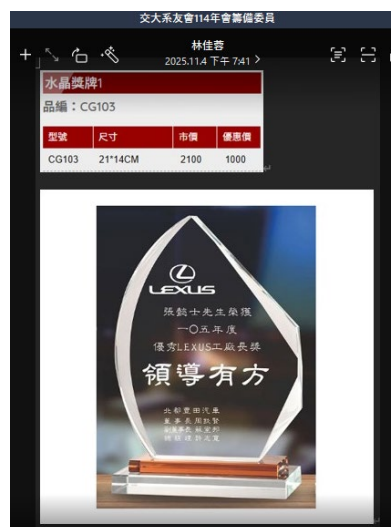 交大系友會114年會籌備委員
林佳蓉
2025.11.4 下午 7:41
水晶獎牌1
品編：CG103
型號 尺寸 市價 優惠價
CG103 21*14CM 2100 1000
LEXUS
張懿士先生榮獲
一〇五年度
優秀LEXUS工廠長獎
領導有方
北都豐田汽車